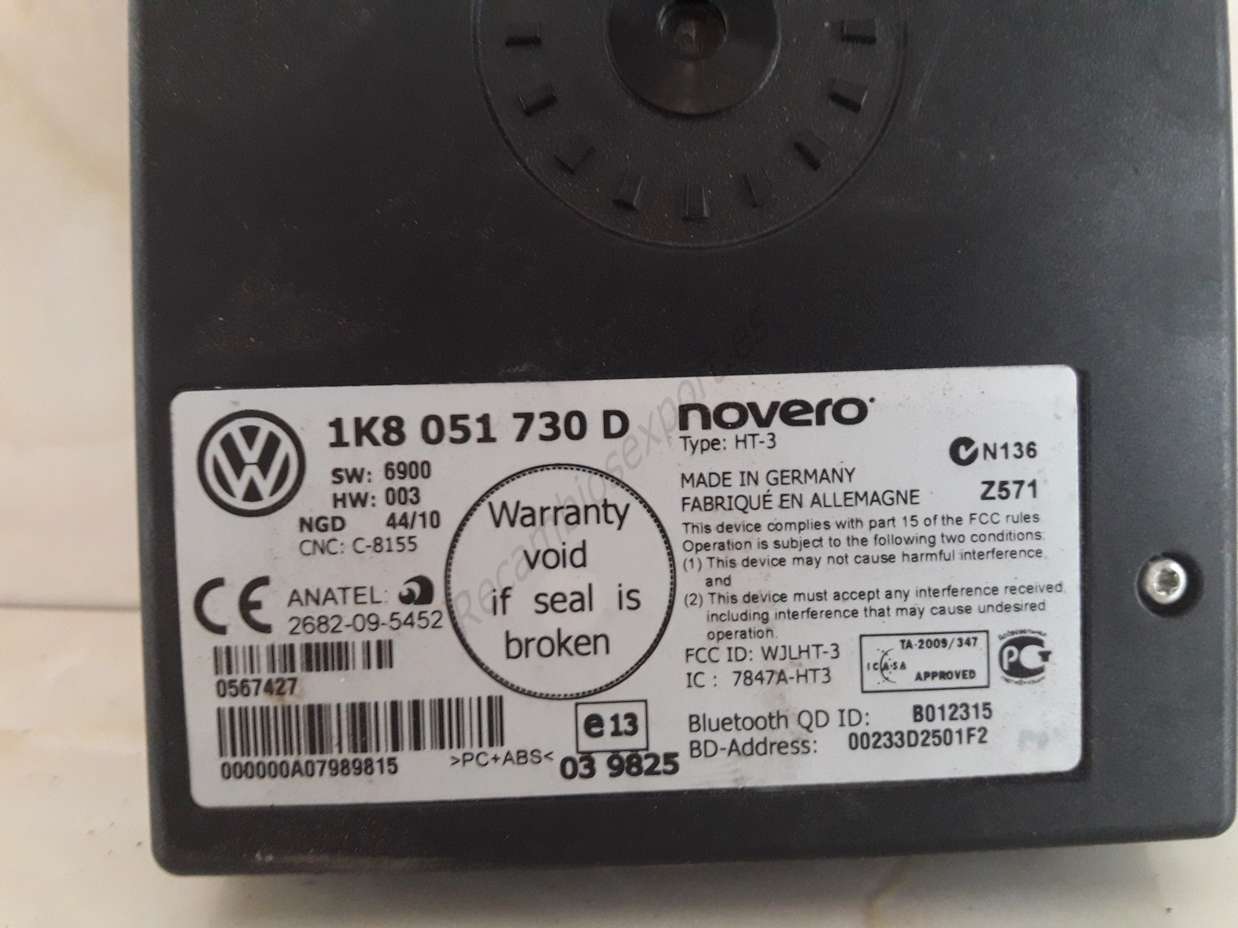 1K8 051 730 D
SW: 6900
HW: 003
NGD 44/10
CNC: C-8155
ANATEL:
2682-09-5452
0567427
000000A07989815
>PC+ABS<
Warranty
void
if seal is
broken
e13
03 9825
novero
Type: HT-3
MADE IN GERMANY
FABRIQUÉ EN ALLEMAGNE
N136
Z571
This device complies with part 15 of the FCC rules
Operation is subject to the following two conditions:
(1) This device may not cause harmful interference,
and
(2) This device must accept any interference received
including interference that may cause undesired
operation.
FCC ID: WJLHT-3
IC : 7847A-HT3
TA-2009/347
ICASA
APPROVED
Bluetooth QD ID: B012315
BD-Address: 00233D2501F2
Recambiosexpor